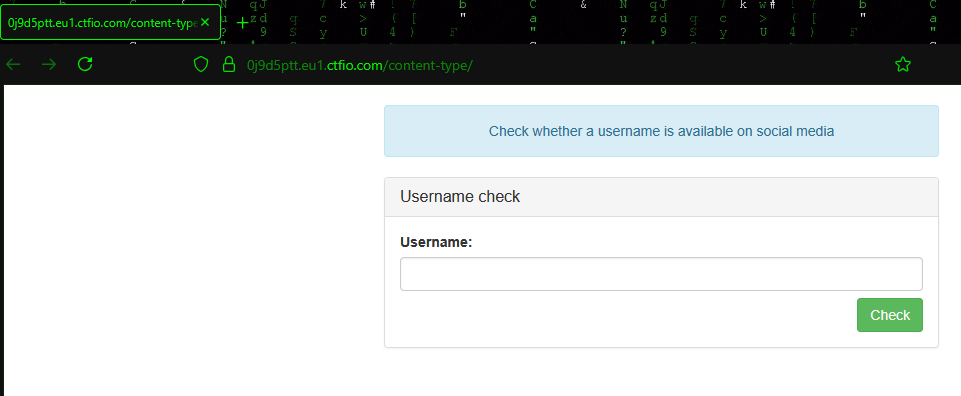 0j9d5ptt.eu1.ctfio.com/content-type
0j9d5ptt.eu1.ctfio.com/content-type/
Check whether a username is available on social media
Username check
Username:
Check